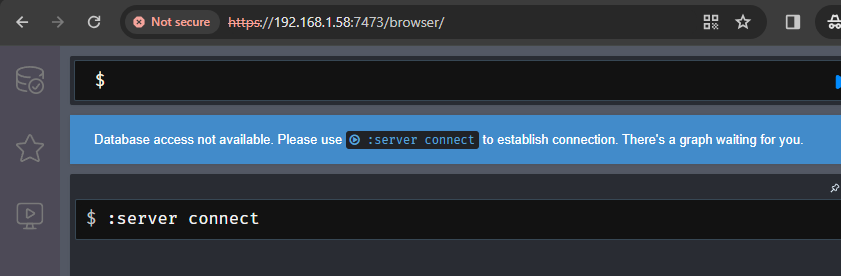 Not secure https://192.168.1.58:7473/browser/
$
Database access not available. Please use :server connect to establish connection. There's a graph waiting for you.
$ :server connect